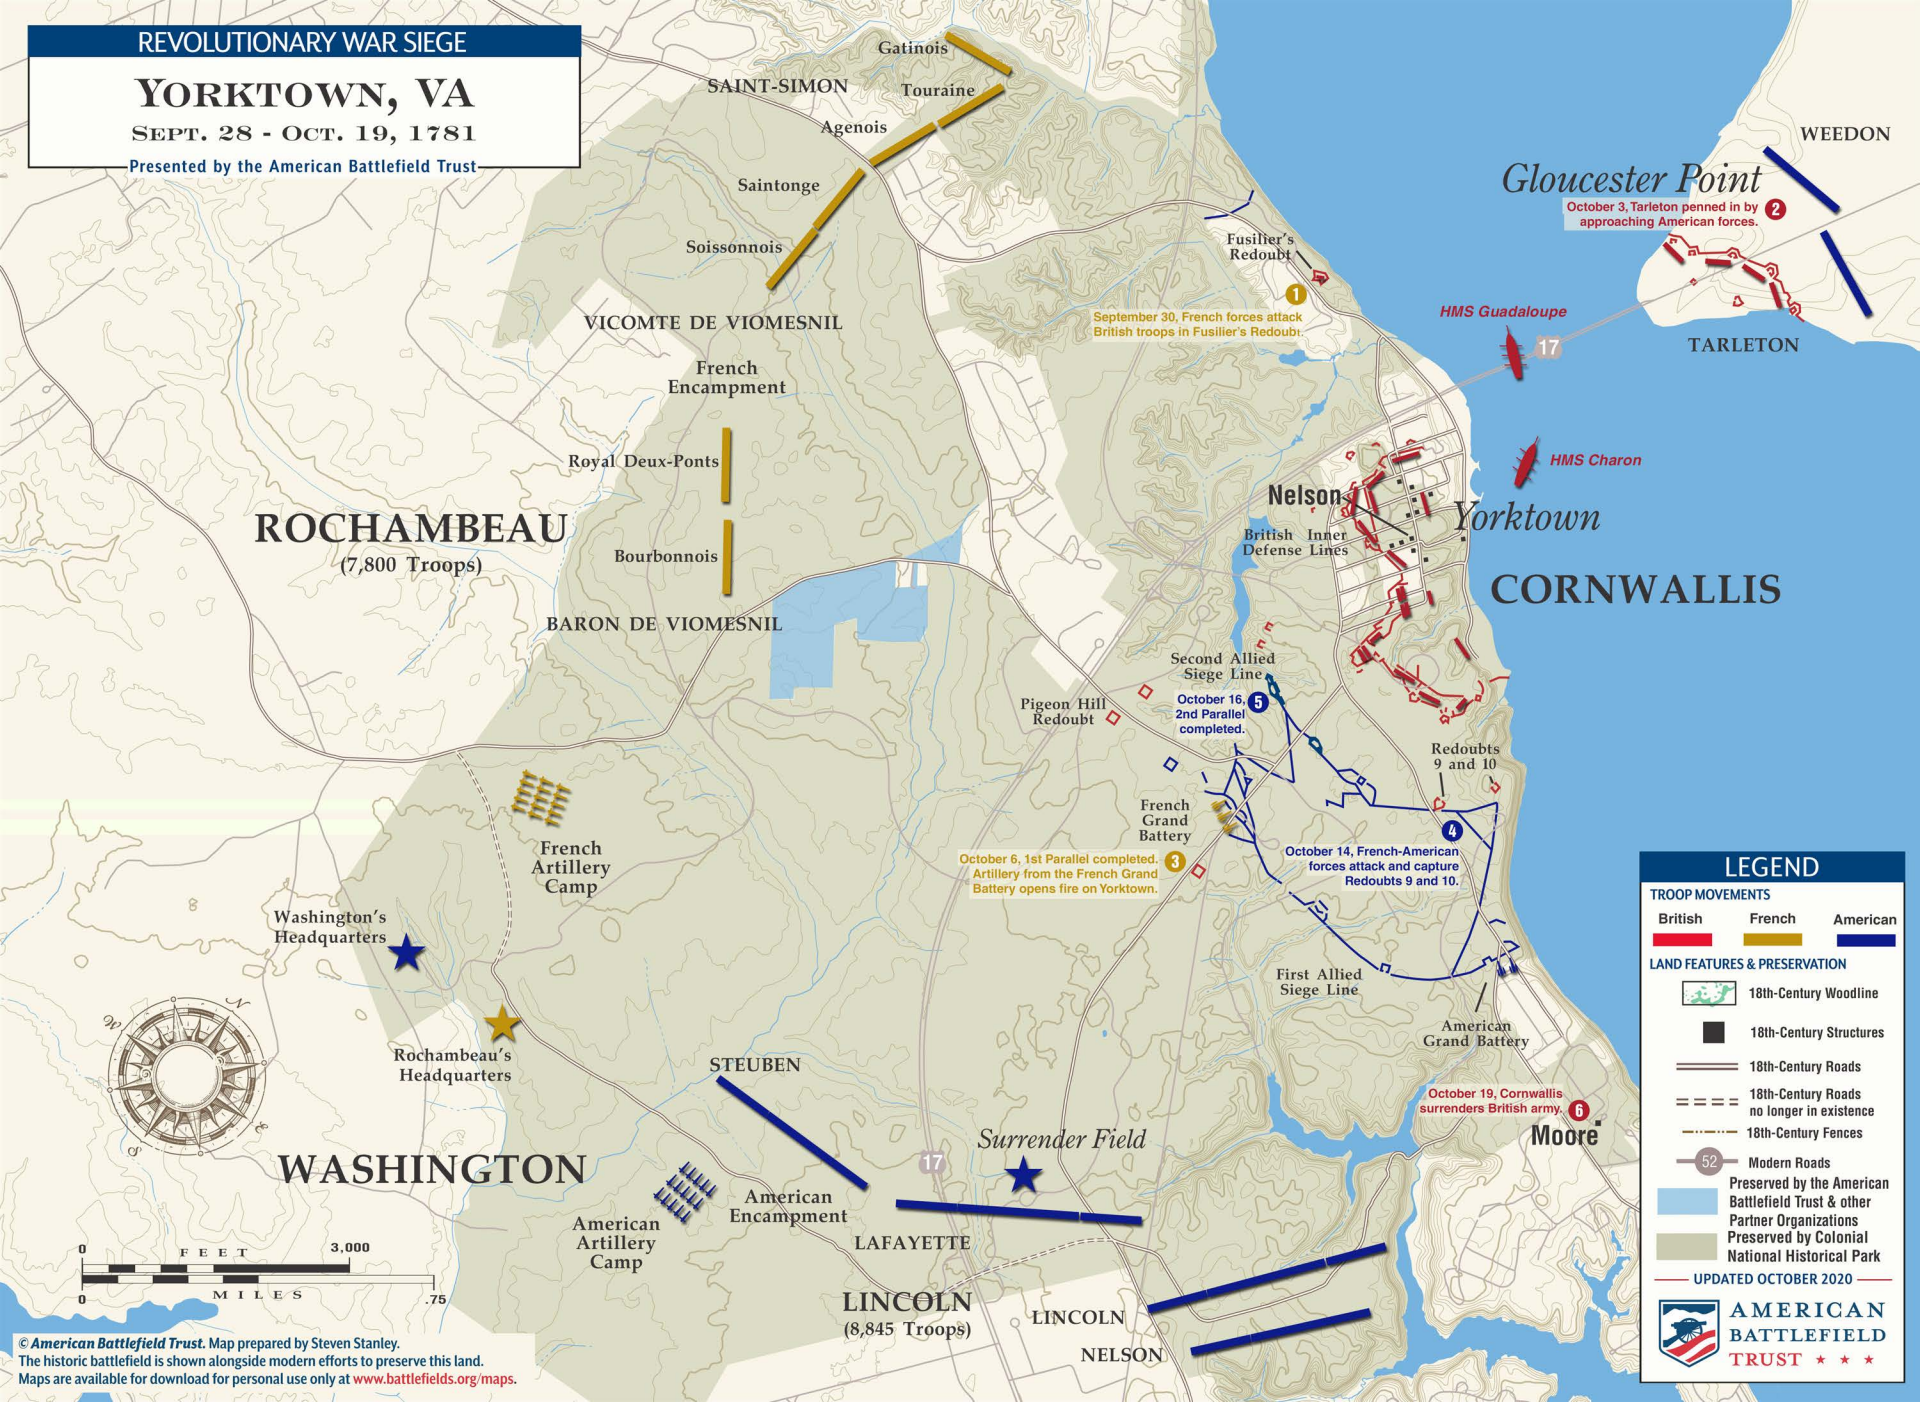 REVOLUTIONARY WAR SIEGE
YORKTOWN, VA
SEPT. 28 - OCT. 19, 1781
Presented by the American Battlefield Trust
Gatinois
SAINT-SIMON
Touraine
Agenois
Saintonge
Soissonnois
VICOMTE DE VIOMESNIL
French
Encampment
Royal Deux-Ponts
ROCHAMBEAU
(7,800 Troops)
Bourbonnois
BARON DE VIOMESNIL
WEEDON
Gloucester Point
October 3, Tarleton penned in by
approaching American forces.
2
TARLETON
Fusilier's
Redoubt
1
September 30, French forces attack
British troops in Fusilier's Redoubt.
HMS Guadaloupe
17
HMS Charon
Nelson
Yorktown
British Inner
Defense Lines
CORNWALLIS
Second Allied
Siege Line
October 16,
2nd Parallel
completed.
5
Pigeon Hill
Redoubt
Redoubts
9 and 10
French
Grand
Battery
4
October 14, French-American
forces attack and capture
Redoubts 9 and 10.
October 6, 1st Parallel completed.
Artillery from the French Grand
Battery opens fire on Yorktown.
3
First Allied
Siege Line
American
Grand Battery
October 19, Cornwallis
surrenders British army.
6
Moore
French
Artillery
Camp
Washington's
Headquarters
Rochambeau's
Headquarters
N
E
S
W
STEUBEN
WASHINGTON
Surrender Field
17
American
Encampment
American
Artillery
Camp
LAFAYETTE
LINCOLN
(8,845 Troops)
LINCOLN
NELSON
0 FEET 3,000
0 MILES .75
© American Battlefield Trust. Map prepared by Steven Stanley.
The historic battlefield is shown alongside modern efforts to preserve this land.
Maps are available for download for personal use only at www.battlefields.org/maps.
LEGEND
TROOP MOVEMENTS
British French American
LAND FEATURES & PRESERVATION
18th-Century Woodline
18th-Century Structures
18th-Century Roads
18th-Century Roads
no longer in existence
18th-Century Fences
52 Modern Roads
Preserved by the American
Battlefield Trust & other
Partner Organizations
Preserved by Colonial
National Historical Park
UPDATED OCTOBER 2020
AMERICAN
BATTLEFIELD
TRUST